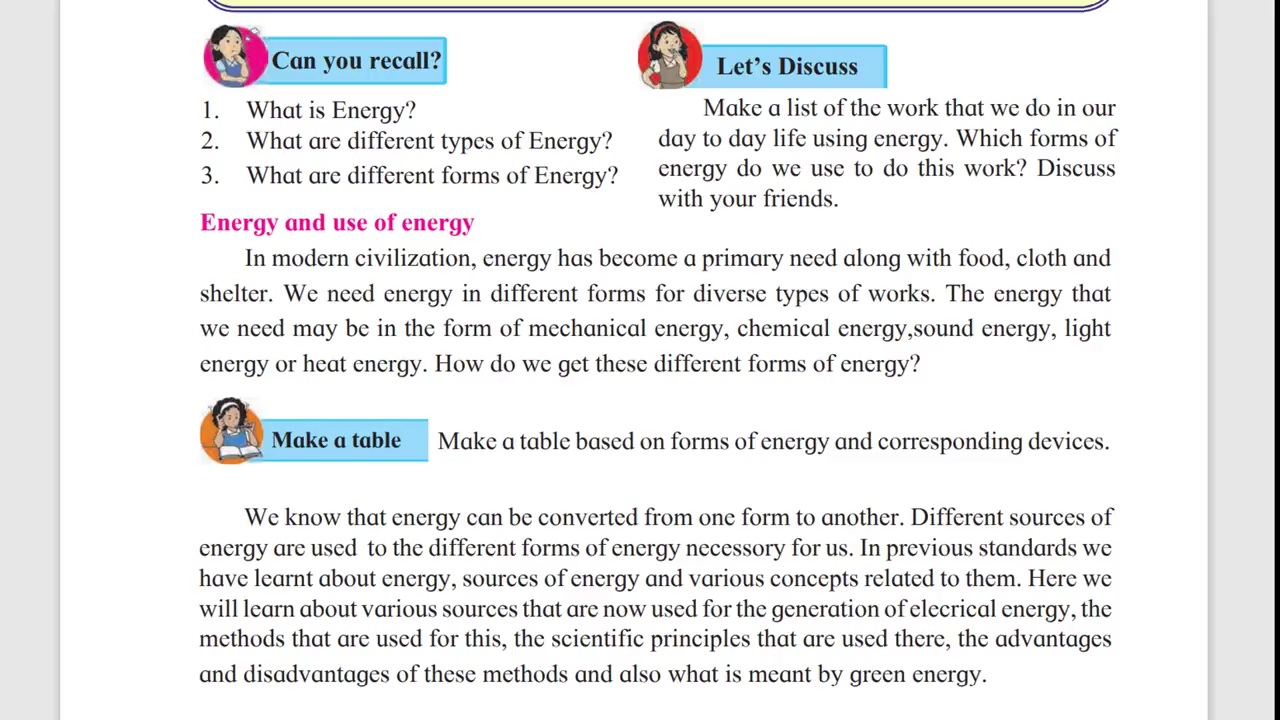 Can you recall?
1. What is Energy?
2. What are different types of Energy?
3. What are different forms of Energy?
Let's Discuss
Make a list of the work that we do in our
day to day life using energy. Which forms of
energy do we use to do this work? Discuss
with your friends.
Energy and use of energy
In modern civilization, energy has become a primary need along with food, cloth and
shelter. We need energy in different forms for diverse types of works. The energy that
we need may be in the form of mechanical energy, chemical energy,sound energy, light
energy or heat energy. How do we get these different forms of energy?
Make a table
Make a table based on forms of energy and corresponding devices.
We know that energy can be converted from one form to another. Different sources of
energy are used to the different forms of energy necessory for us. In previous standards we
have learnt about energy, sources of energy and various concepts related to them. Here we
will learn about various sources that are now used for the generation of elecrical energy, the
methods that are used for this, the scientific principles that are used there, the advantages
and disadvantages of these methods and also what is meant by green energy.